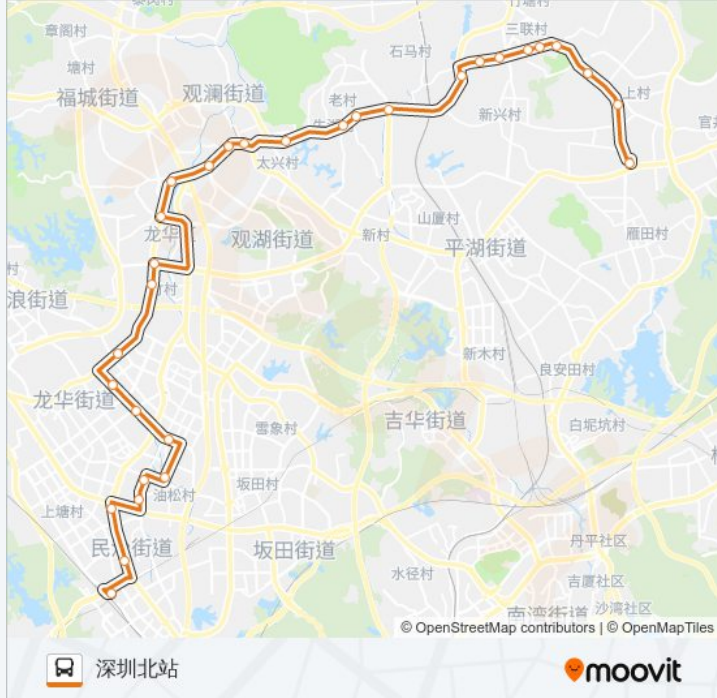 章阁村
三联村
石马村
塘村
福城街道
观澜街道
老村
上村
新兴村
太兴村
山厦村
龙华
观湖街道
新村
平湖街道
雁田村
村
浪街道
新木村
良安田村
龙华街道
吉华街道
白坭坑村
雪象村
坂田村
上塘村
油松村
民
街道
坂田街道
丹平社区
水径村
吉厦社区
南湾街道
沙湾社区
© OpenStreetMap contributors | © OpenMapTiles
深圳北站
moovit